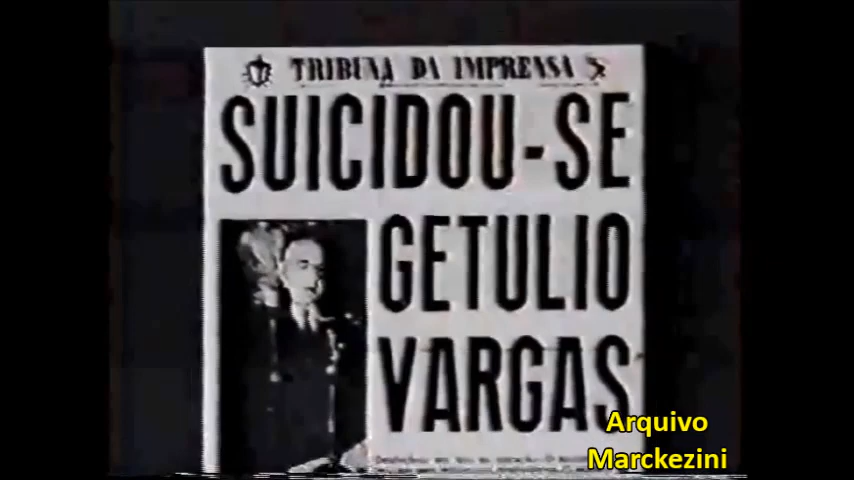 TRIBUNA DA IMPRENSA
SUICIDOU-SE
GETULIO
VARGAS
Arquivo
Marckezini